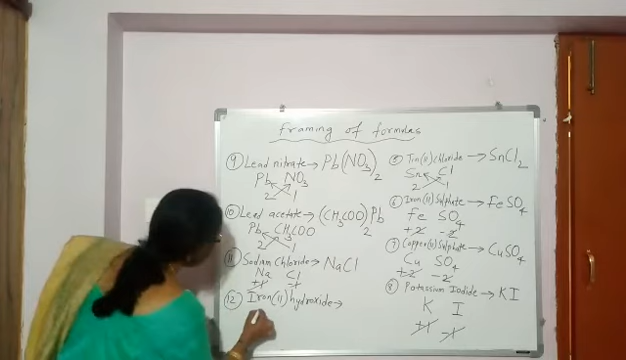 Framing of formulas
9 Lead nitrate → Pb(NO3)2
Pb NO3
2 1
10 Lead acetate → (CH3COO)2Pb
Pb CH3COO
2 1
11 Sodium Chloride → NaCl
Na Cl
+1 -1
12 Iron(II) hydroxide →
5 Tin(II) chloride → SnCl2
Sn Cl
2 1
6 Iron(II) Sulphate → FeSO4
Fe SO4
+2 -2
7 Copper(II) Sulphate → CuSO4
Cu SO4
+2 -2
8 Potassium Iodide → KI
K I
+1 -1